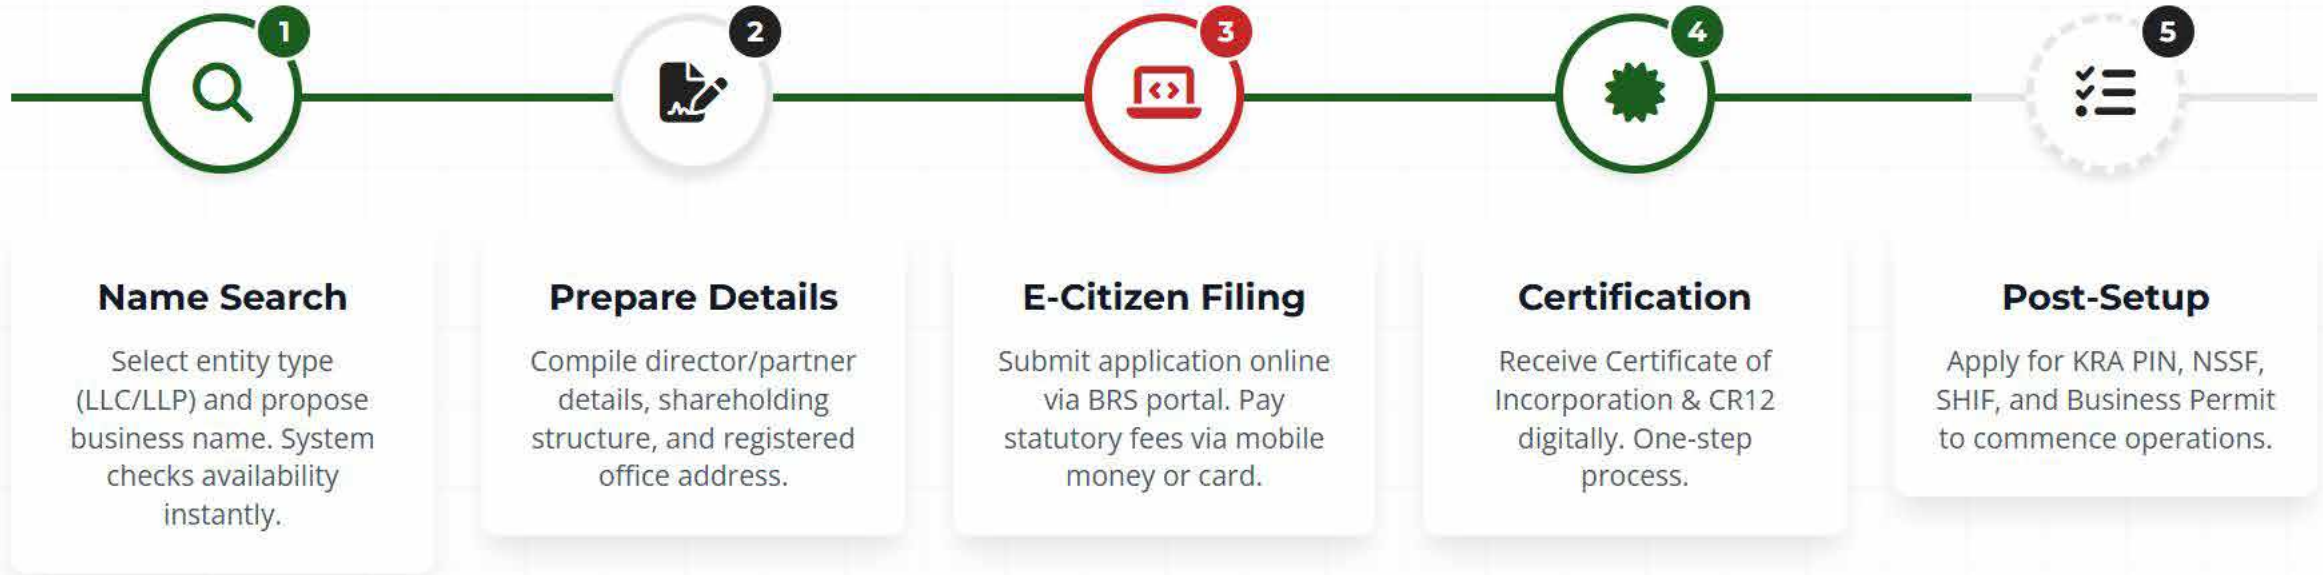 1
2
3
4
5
Name Search
Select entity type
(LLC/LLP) and propose
business name. System
checks availability
instantly.
Prepare Details
Compile director/partner
details, shareholding
structure, and registered
office address.
E-Citizen Filing
Submit application online
via BRS portal. Pay
statutory fees via mobile
money or card.
Certification
Receive Certificate of
Incorporation & CR12
digitally. One-step
process.
Post-Setup
Apply for KRA PIN, NSSF,
SHIF, and Business Permit
to commence operations.